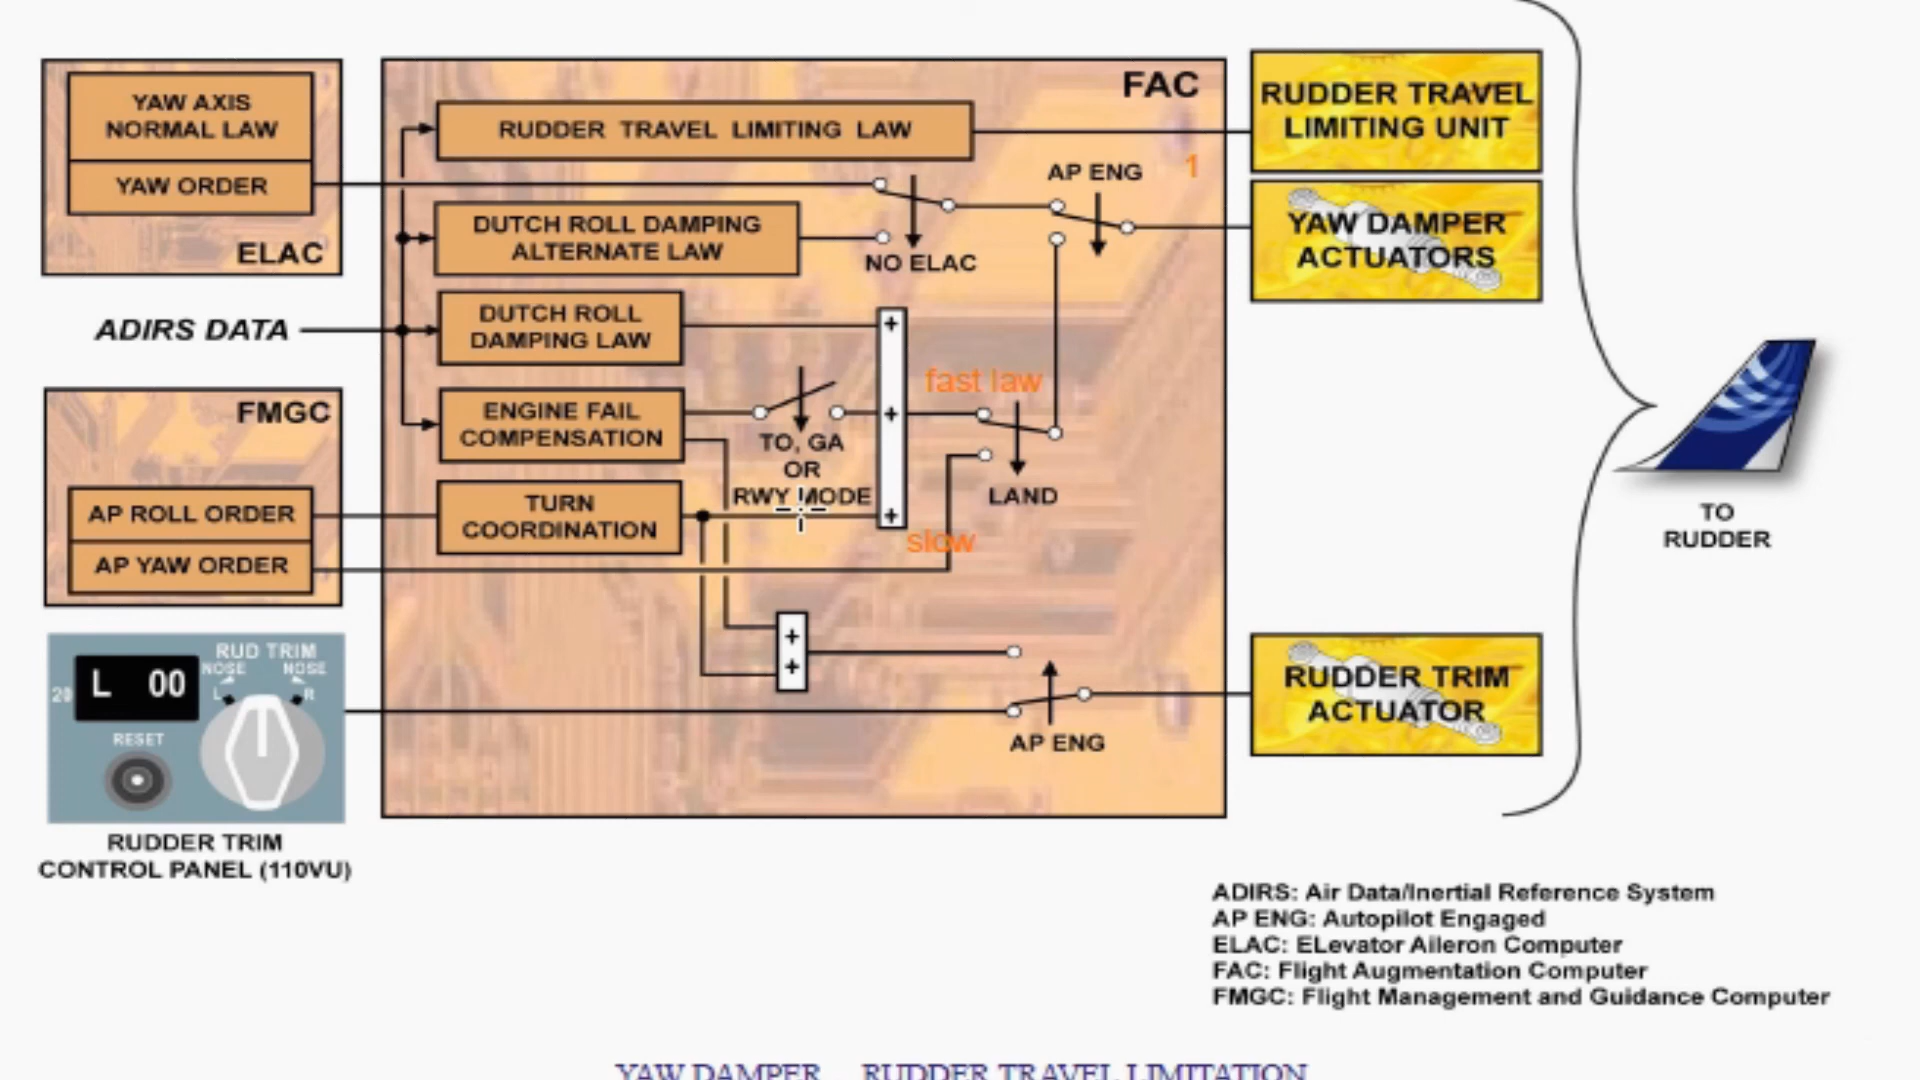 YAW AXIS
NORMAL LAW
YAW ORDER
ELAC
ADIRS DATA
FMGC
AP ROLL ORDER
AP YAW ORDER
RUD TRIM
NOSE
NOSE
L
R
20
L 00
RESET
RUDDER TRIM
CONTROL PANEL (110VU)
FAC
RUDDER TRAVEL LIMITING LAW
DUTCH ROLL DAMPING
ALTERNATE LAW
NO ELAC
DUTCH ROLL
DAMPING LAW
ENGINE FAIL
COMPENSATION
TURN
COORDINATION
TO, GA
OR
RWY MODE
+
+
+
fast law
slow
LAND
AP ENG
1
+
+
AP ENG
RUDDER TRAVEL
LIMITING UNIT
YAW DAMPER
ACTUATORS
RUDDER TRIM
ACTUATOR
TO
RUDDER
ADIRS: Air Data/Inertial Reference System
AP ENG: Autopilot Engaged
ELAC: ELevator Aileron Computer
FAC: Flight Augmentation Computer
FMGC: Flight Management and Guidance Computer
YAW DAMPER ... RUDDER TRAVEL LIMITATION